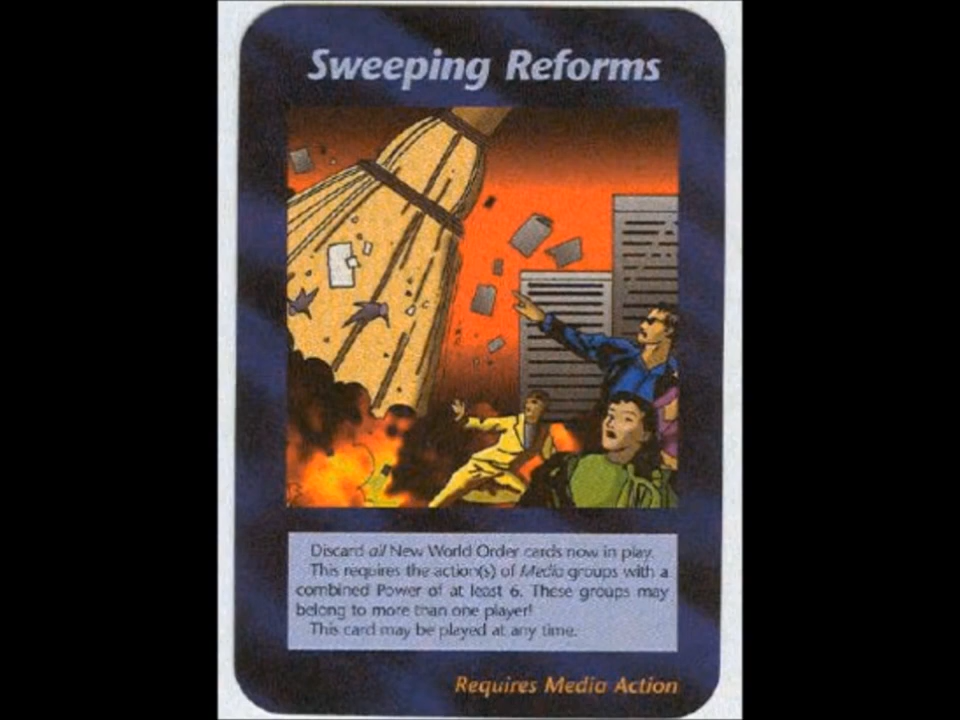 Sweeping Reforms
Discard all New World Order cards now in play.
This requires the action(s) of Media groups with a
combined Power of at least 6. These groups may
belong to more than one player!
This card may be played at any time.
Requires Media Action